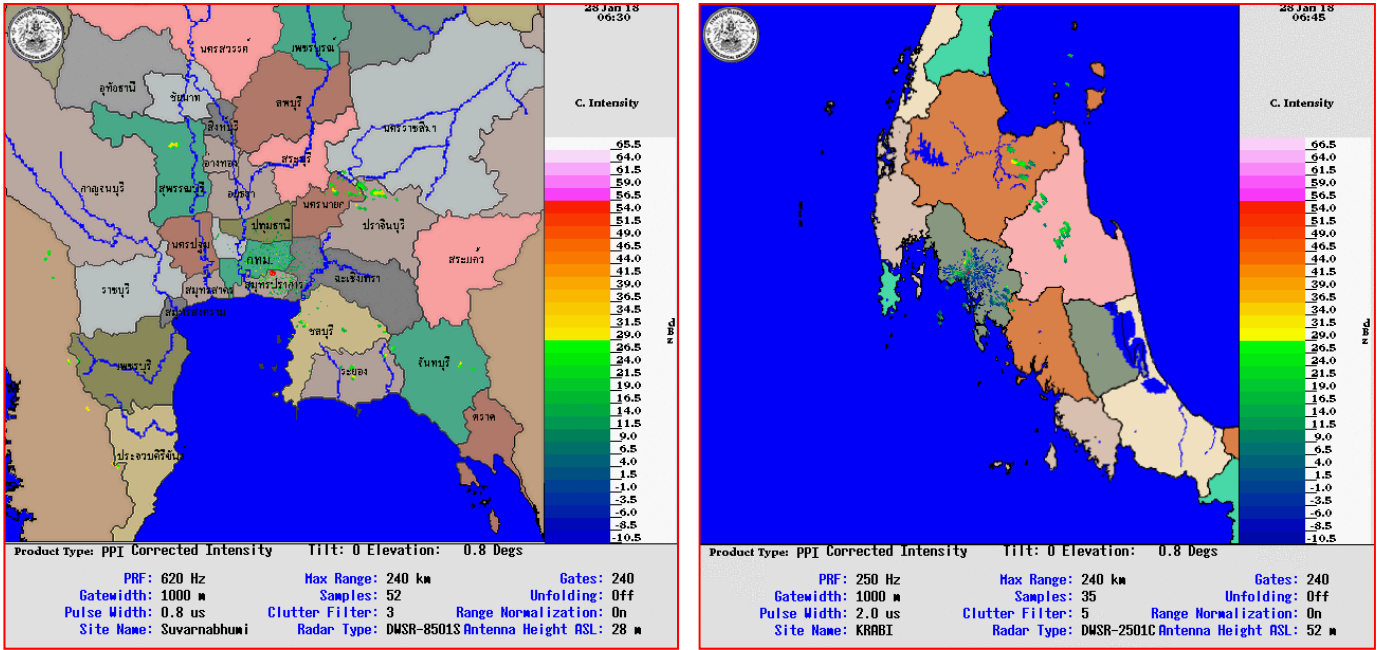 28 Jan 18
06:30
C. Intensity
65.5
64.0
61.5
59.0
56.5
54.0
51.5
49.0
46.5
44.0
41.5
39.0
36.5
34.0
31.5
29.0
26.5
24.0
21.5
19.0
16.5
14.0
11.5
9.0
6.5
4.0
1.5
-1.0
-3.5
-6.0
-8.5
-10.5
นครสวรรค์
เพชรบูรณ์
อุทัยธานี
ชัยนาท
ลพบุรี
สิงห์บุรี
นครราชสีมา
อ่างทอง
สระบุรี
กาญจนบุรี
สุพรรณบุรี
อยุธยา
นครนายก
ปทุมธานี
ปราจีนบุรี
นครปฐม
กทม.
สระแก้ว
ราชบุรี
สมุทรสาคร
สมุทรปราการ
ฉะเชิงเทรา
สมุทรสงคราม
ชลบุรี
เพชรบุรี
ระยอง
จันทบุรี
ตราด
ประจวบคีรีขันธ์
Product Type: PPI Corrected Intensity Tilt: 0 Elevation: 0.8 Degs
PRF: 620 Hz Max Range: 240 km Gates: 240
Gatewidth: 1000 m Samples: 52 Unfolding: Off
Pulse Width: 0.8 us Clutter Filter: 3 Range Normalization: On
Site Name: Suvarnabhumi Radar Type: DWSR-8501S Antenna Height ASL: 28 m
28 Jan 18
06:45
C. Intensity
66.5
64.0
61.5
59.0
56.5
54.0
51.5
49.0
46.5
44.0
41.5
39.0
36.5
34.0
31.5
29.0
26.5
24.0
21.5
19.0
16.5
14.0
11.5
9.0
6.5
4.0
1.5
-1.0
-3.5
-6.0
-8.5
-10.5
Product Type: PPI Corrected Intensity Tilt: 0 Elevation: 0.8 Degs
PRF: 250 Hz Max Range: 240 km Gates: 240
Gatewidth: 1000 m Samples: 35 Unfolding: Off
Pulse Width: 2.0 us Clutter Filter: 5 Range Normalization: On
Site Name: KRABI Radar Type: DWSR-2501C Antenna Height ASL: 52 m